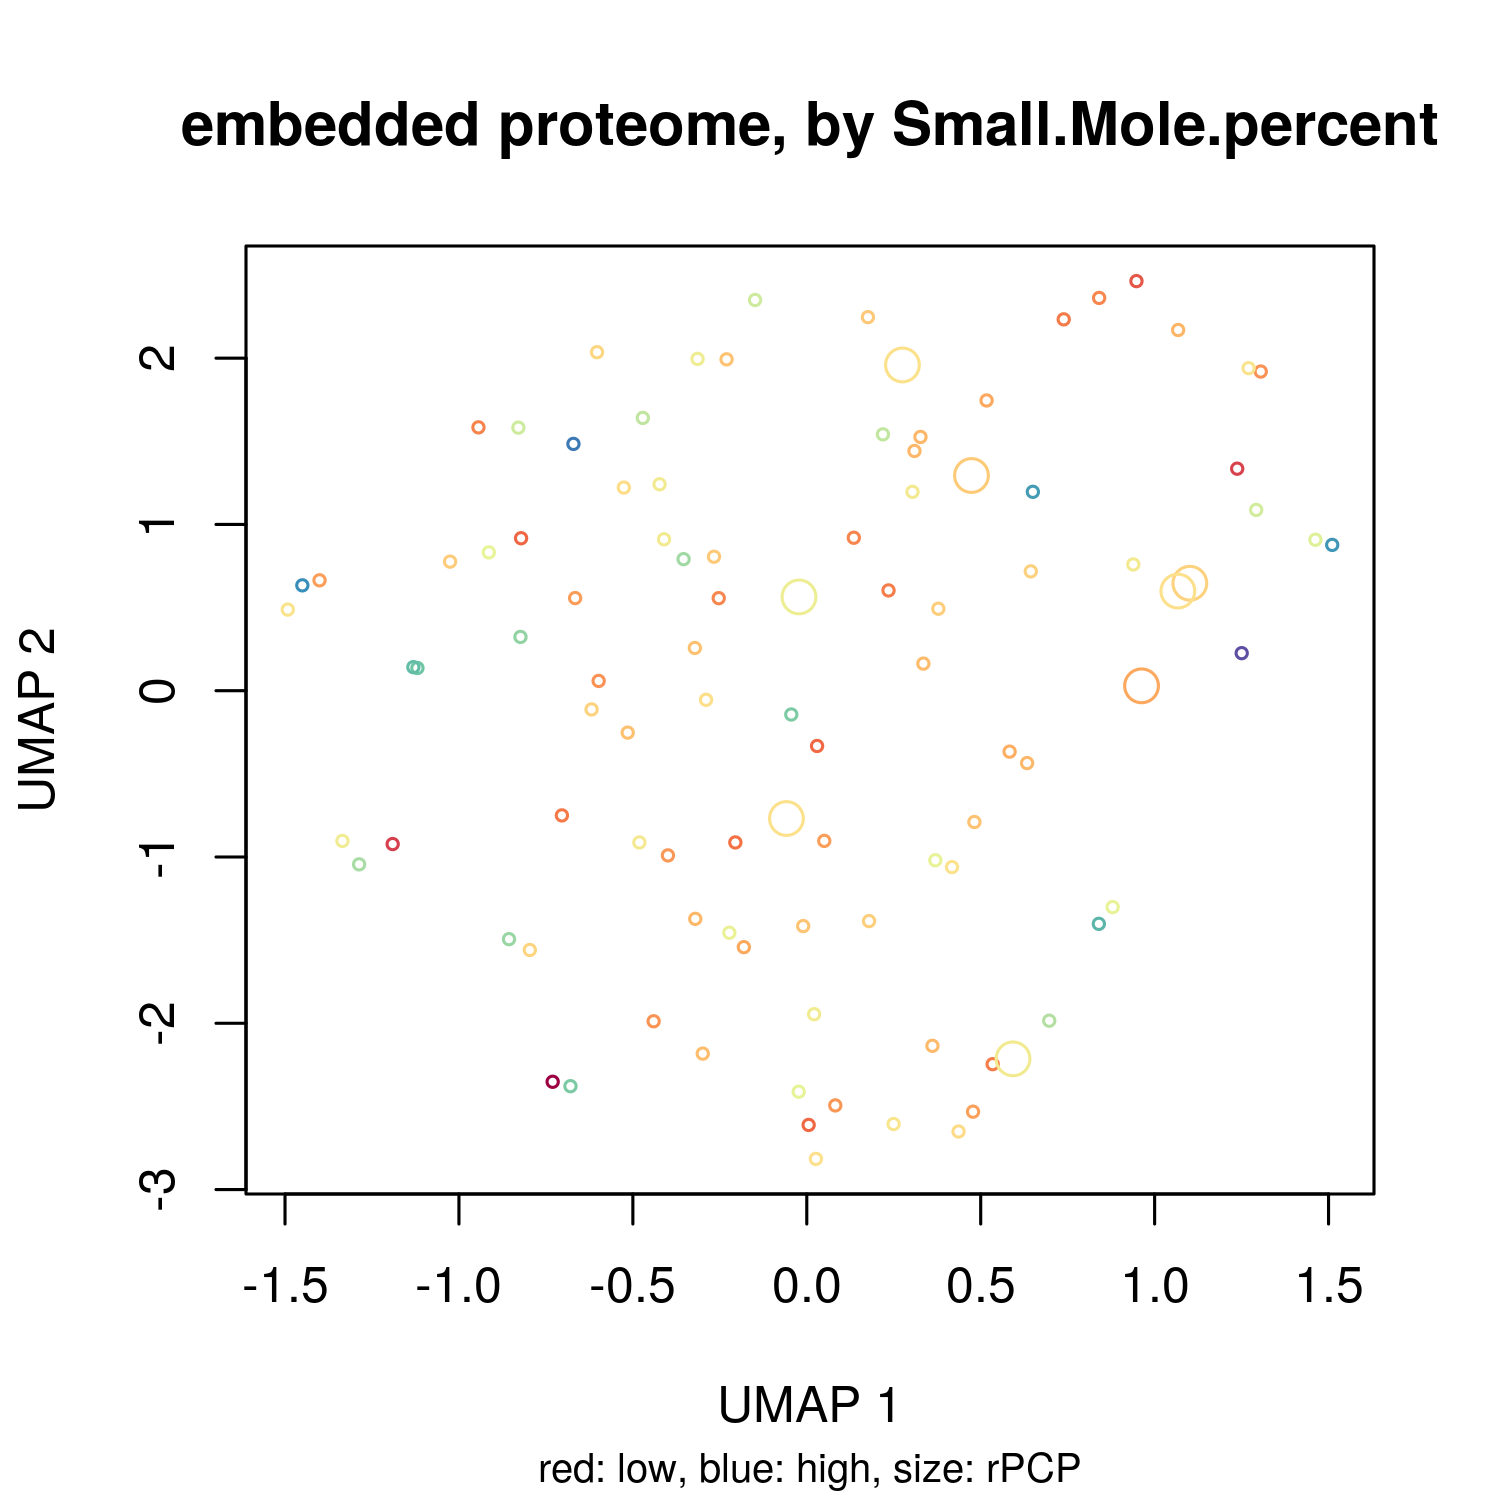 embedded proteome, by Small.Mole.percent
2
1
0
-1
-2
-3
UMAP 2
-1.5 -1.0 -0.5 0.0 0.5 1.0 1.5
UMAP 1
red: low, blue: high, size: rPCP